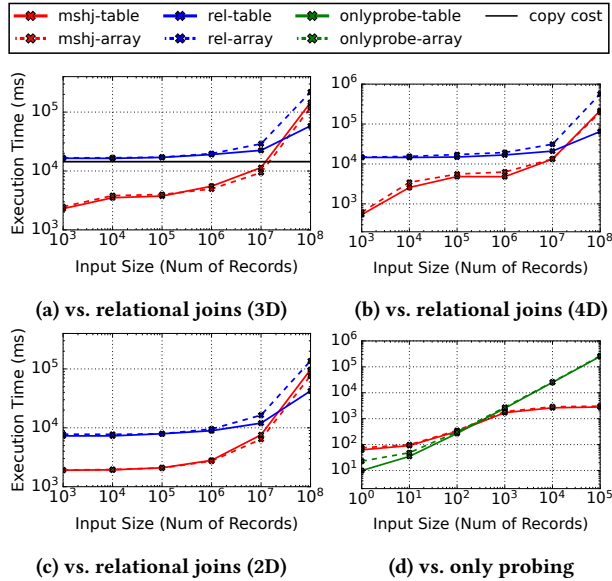 mshj-table rel-table onlyprobe-table copy cost
mshj-array rel-array onlyprobe-array
Execution Time (ms)
10^5
10^4
10^3
10^3 10^4 10^5 10^6 10^7 10^8
Input Size (Num of Records)
(a) vs. relational joins (3D)
10^6
10^5
10^4
10^3
10^3 10^4 10^5 10^6 10^7 10^8
Input Size (Num of Records)
(b) vs. relational joins (4D)
Execution Time (ms)
10^5
10^4
10^3
10^3 10^4 10^5 10^6 10^7 10^8
Input Size (Num of Records)
(c) vs. relational joins (2D)
10^6
10^5
10^4
10^3
10^2
10^1
10^0 10^1 10^2 10^3 10^4 10^5
Input Size (Num of Records)
(d) vs. only probing